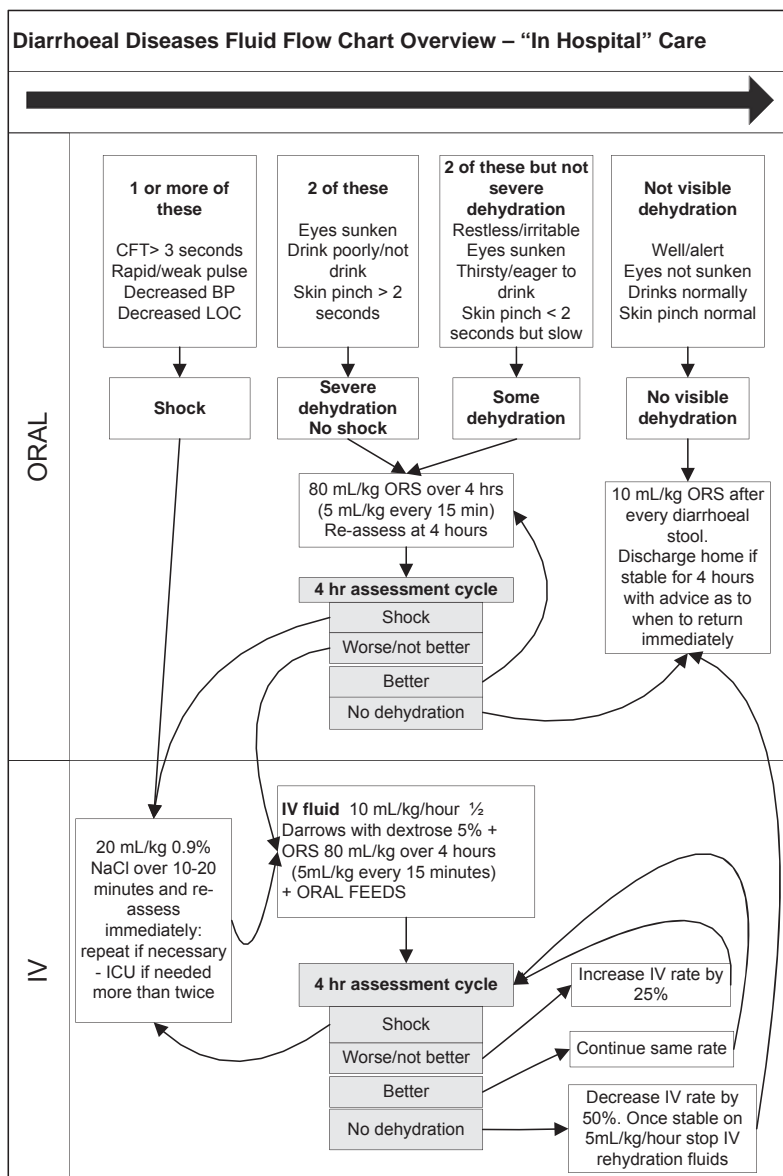 Diarrhoeal Diseases Fluid Flow Chart Overview – “In Hospital” Care
ORAL
1 or more of
these
CFT> 3 seconds
Rapid/weak pulse
Decreased BP
Decreased LOC
2 of these
Eyes sunken
Drink poorly/not
drink
Skin pinch > 2
seconds
2 of these but not
severe
dehydration
Restless/irritable
Eyes sunken
Thirsty/eager to
drink
Skin pinch < 2
seconds but slow
Not visible
dehydration
Well/alert
Eyes not sunken
Drinks normally
Skin pinch normal
Shock
Severe
dehydration
No shock
Some
dehydration
No visible
dehydration
80 mL/kg ORS over 4 hrs
(5 mL/kg every 15 min)
Re-assess at 4 hours
10 mL/kg ORS after
every diarrhoeal
stool.
Discharge home if
stable for 4 hours
with advice as to
when to return
immediately
4 hr assessment cycle
Shock
Worse/not better
Better
No dehydration
IV
20 mL/kg 0.9%
NaCl over 10-20
minutes and re-
assess
immediately:
repeat if necessary
- ICU if needed
more than twice
IV fluid 10 mL/kg/hour ½
Darrows with dextrose 5% +
ORS 80 mL/kg over 4 hours
(5mL/kg every 15 minutes)
+ ORAL FEEDS
4 hr assessment cycle
Shock
Worse/not better
Better
No dehydration
Increase IV rate by
25%
Continue same rate
Decrease IV rate by
50%. Once stable on
5mL/kg/hour stop IV
rehydration fluids